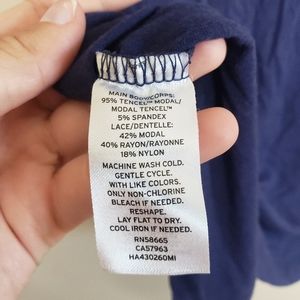 MAIN BODY/CORPS:
95% TENCEL™ MODAL/
MODAL TENCEL™
5% SPANDEX
LACE/DENTELLE:
42% MODAL
40% RAYON/RAYONNE
18% NYLON
MACHINE WASH COLD.
GENTLE CYCLE.
WITH LIKE COLORS.
ONLY NON-CHLORINE
BLEACH IF NEEDED.
RESHAPE.
LAY FLAT TO DRY.
COOL IRON IF NEEDED.
RN58665
CA57963
HA430260MI